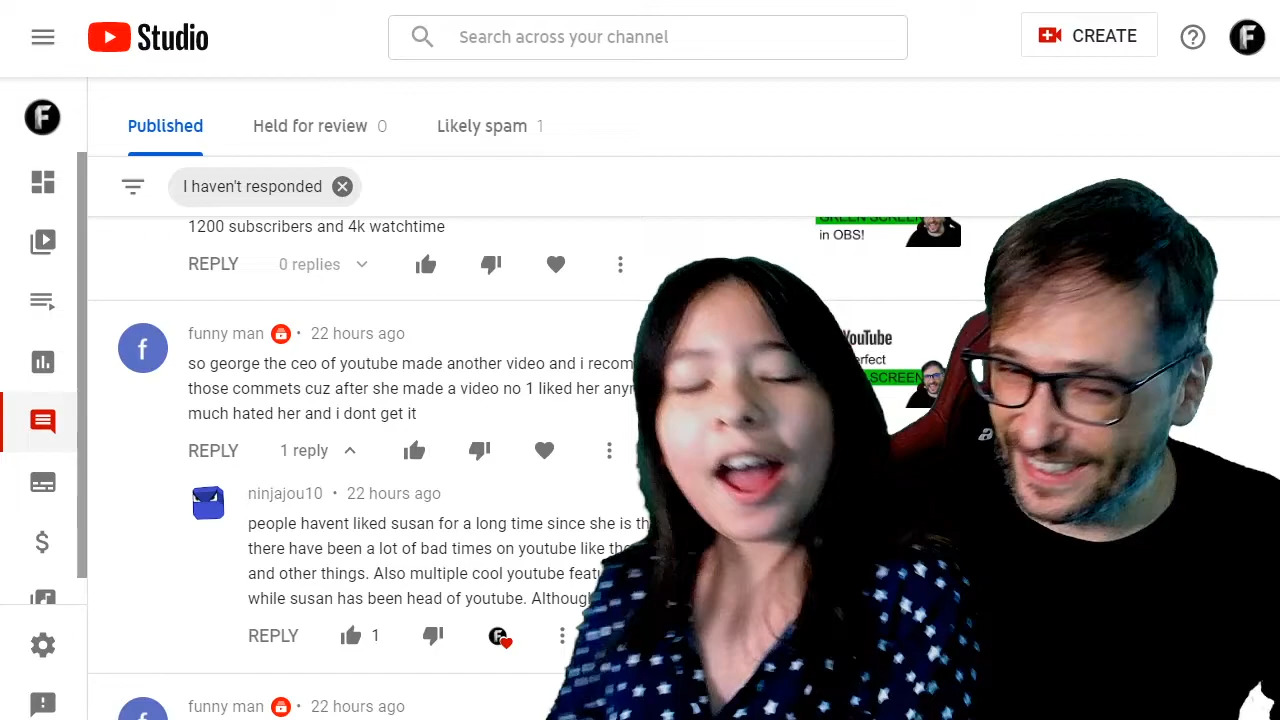 Studio
Search across your channel
CREATE
F
F
Published
Held for review 0
Likely spam 1
I haven't responded
1200 subscribers and 4k watchtime
GREEN SCREEN
in OBS!
REPLY
0 replies
f
funny man • 22 hours ago
so george the ceo of youtube made another video and i recom
those commets cuz after she made a video no 1 liked her
much hated her and i dont get it
YouTube
SCREEN
REPLY
1 reply
ninjajou10 • 22 hours ago
people havent liked susan for a long time since she is
there have been a lot of bad times on youtube like
and other things. Also multiple cool youtube
while susan has been head of youtube.
REPLY
1
F
funny man • 22 hours ago